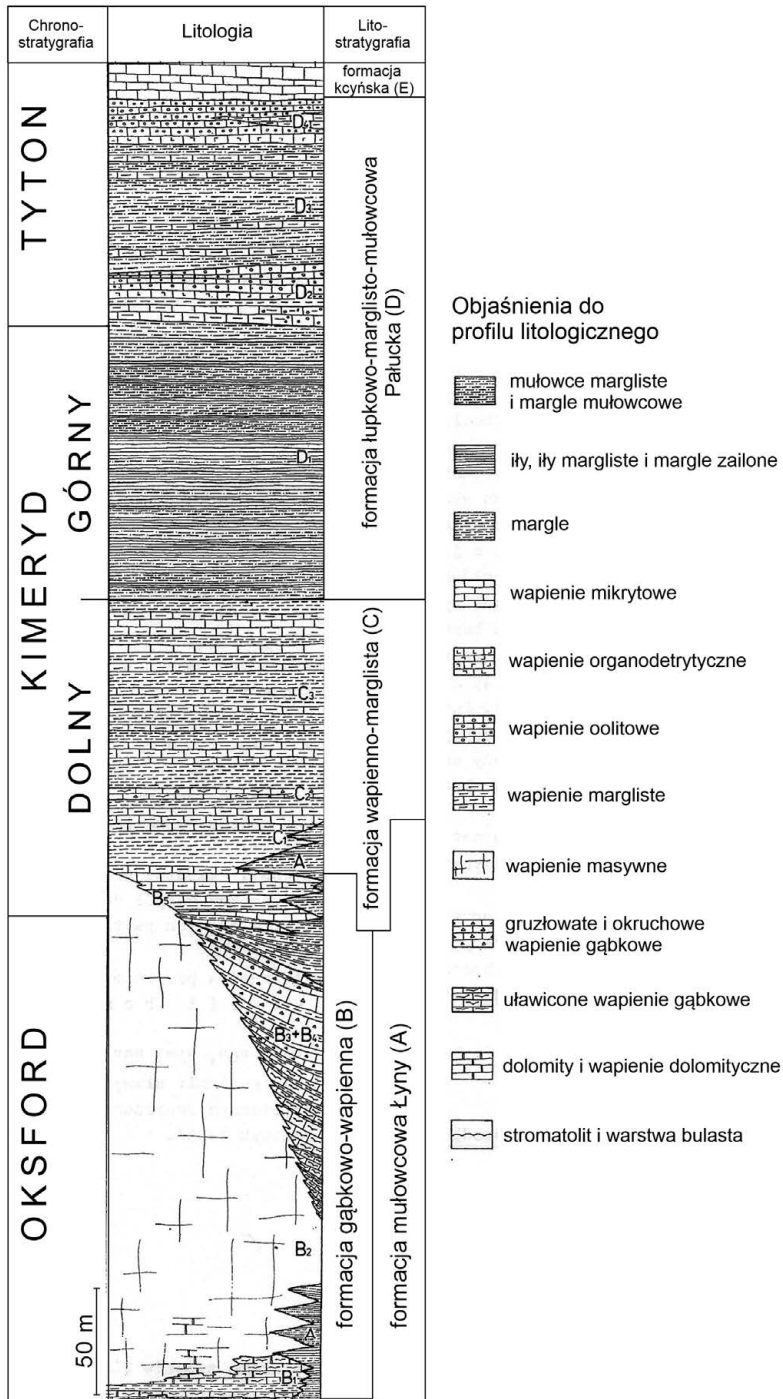 Chrono-
stratygrafia
Litologia
Lito-
stratygrafia
TYTON
KIMERYD
GÓRNY
DOLNY
OKSFORD
50 m
D₄
D₃
D₂
D₁
C₃
C₂
C₁
A
B₅
B₃+B₄
B₂
A
B₁
formacja
kcyńska (E)
formacja łupkowo-marglisto-mułowcowa
Pałucka (D)
formacja wapienno-marglista (C)
formacja gąbkowo-wapienna (B)
formacja mułowcowa Łyny (A)
Objaśnienia do
profilu litologicznego
mułowce margliste
i margle mułowcowe
iły, iły margliste i margle zailone
margle
wapienie mikrytowe
wapienie organodetrytyczne
wapienie oolitowe
wapienie margliste
wapienie masywne
gruzłowate i okruchowe
wapienie gąbkowe
uławicone wapienie gąbkowe
dolomity i wapienie dolomityczne
stromatolit i warstwa bulasta